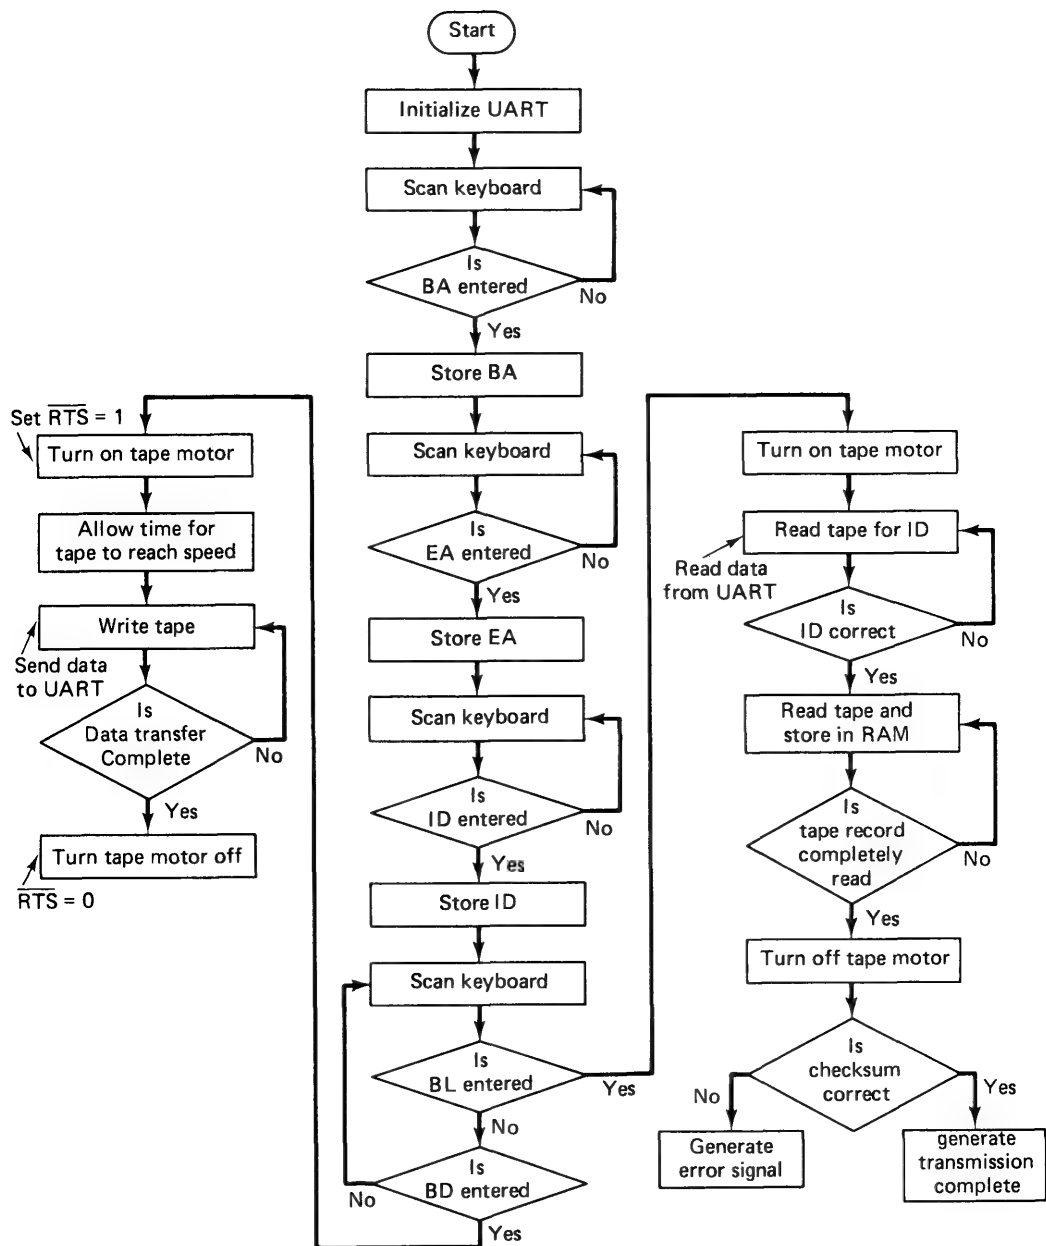 Start
Initialize UART
Scan keyboard
Is
BA entered
No
Yes
Store BA
Scan keyboard
Is
EA entered
No
Yes
Store EA
Scan keyboard
Is
ID entered
No
Yes
Store ID
Scan keyboard
Is
BL entered
Yes
No
Is
BD entered
No
Yes
Set R̅T̅S̅ = 1
Turn on tape motor
Allow time for
tape to reach speed
Write tape
Send data
to UART
Is
Data transfer
Complete
No
Yes
Turn tape motor off
R̅T̅S̅ = 0
Turn on tape motor
Read tape for ID
Read data
from UART
Is
ID correct
No
Yes
Read tape and
store in RAM
Is
tape record
completely
read
No
Yes
Turn off tape motor
Is
checksum
correct
No
Yes
Generate
error signal
generate
transmission
complete